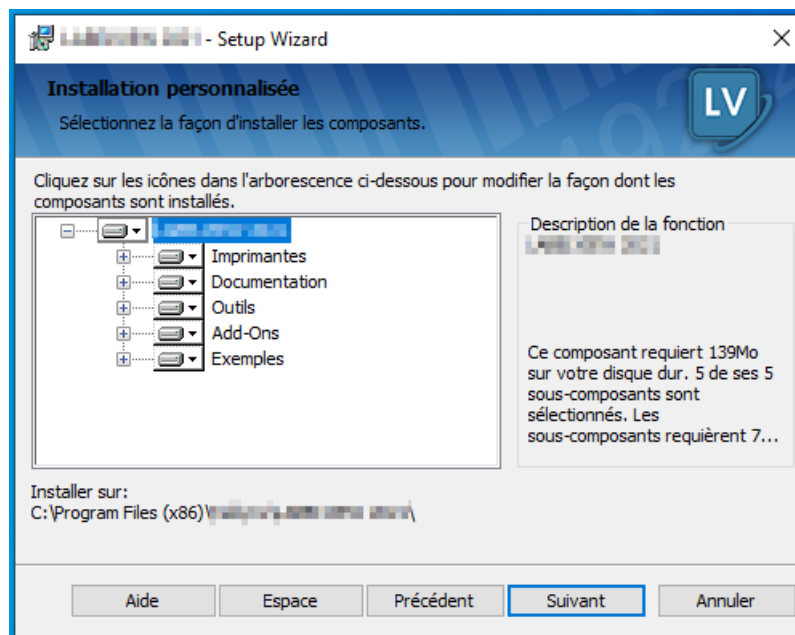 - Setup Wizard
Installation personnalisée
Sélectionnez la façon d'installer les composants.
LV
Cliquez sur les icônes dans l'arborescence ci-dessous pour modifier la façon dont les
composants sont installés.
Imprimantes
Documentation
Outils
Add-Ons
Exemples
Description de la fonction
Ce composant requiert 139Mo
sur votre disque dur. 5 de ses 5
sous-composants sont
sélectionnés. Les
sous-composants requièrent 7...
Installer sur:
C:\Program Files (x86)\
Aide
Espace
Précédent
Suivant
Annuler